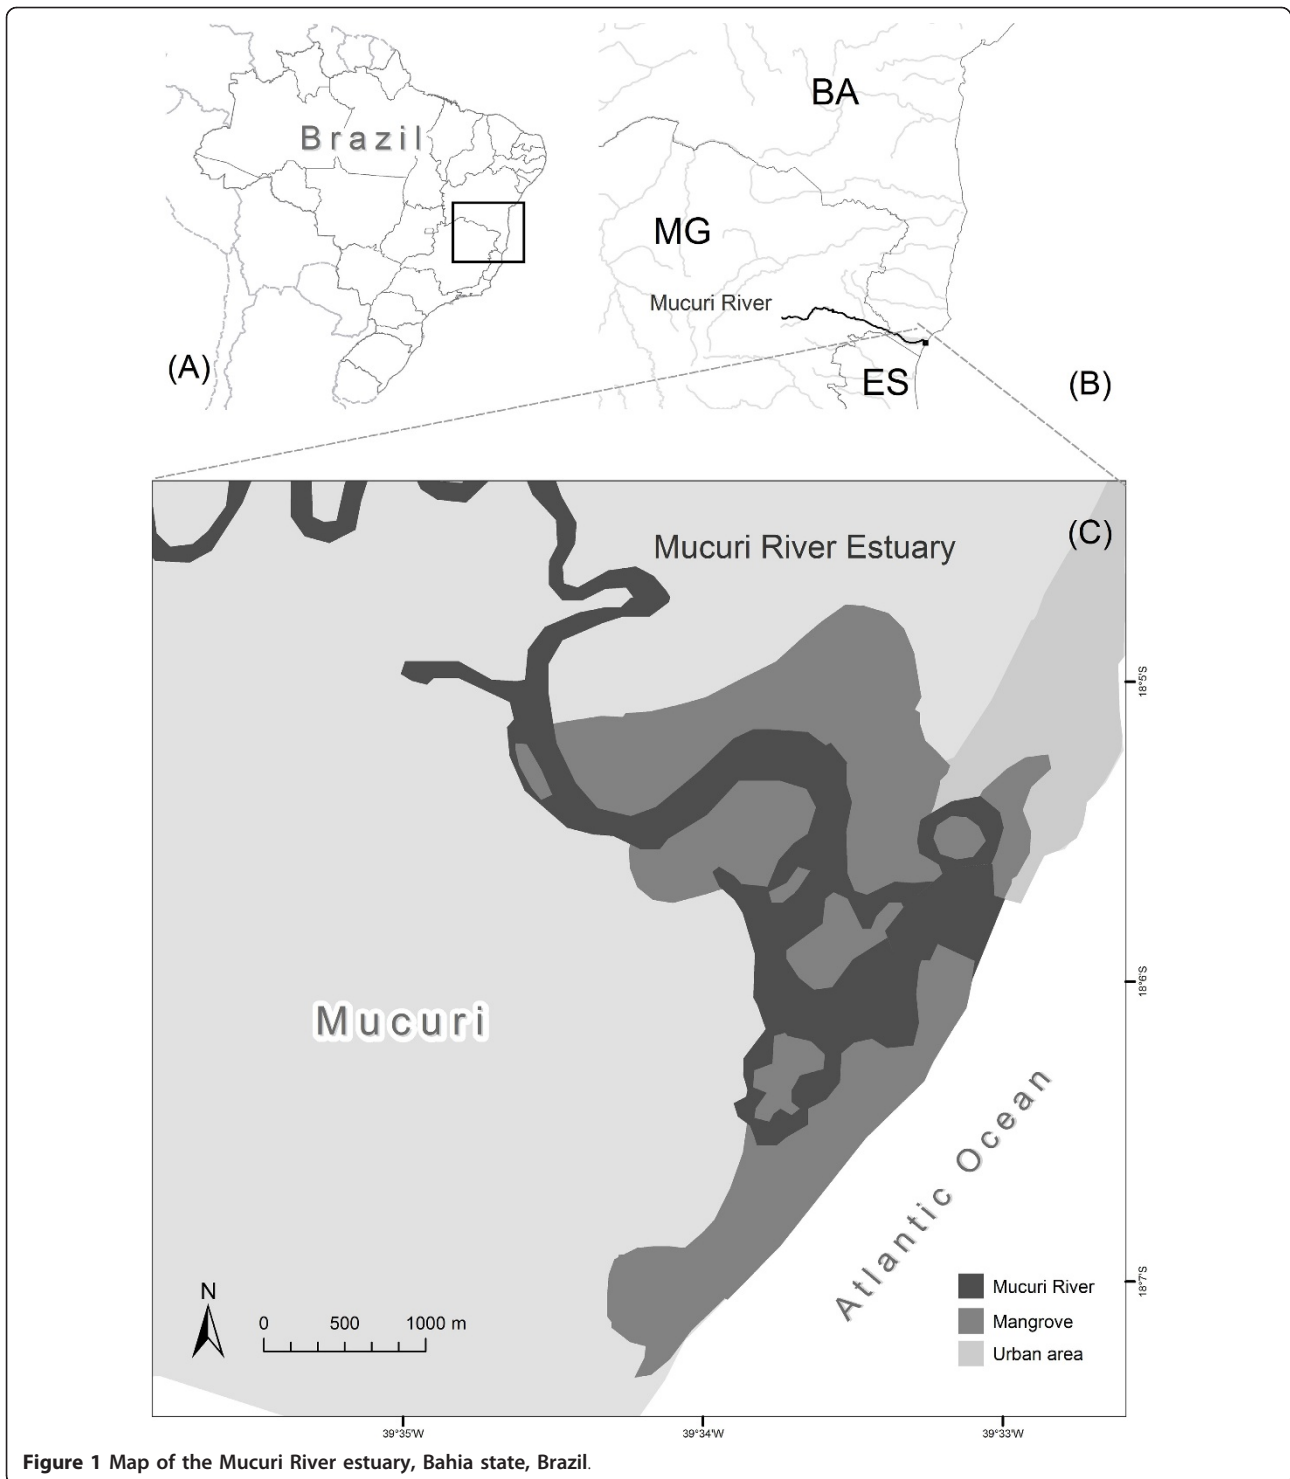 Brazil
(A)
BA
MG
Mucuri River
ES
(B)
(C)
Mucuri River Estuary
18°5'S
18°6'S
Mucuri
Atlantic Ocean
18°7'S
N
0 500 1000 m
Mucuri River
Mangrove
Urban area
39°35'W 39°34'W 39°33'W
Figure 1 Map of the Mucuri River estuary, Bahia state, Brazil.